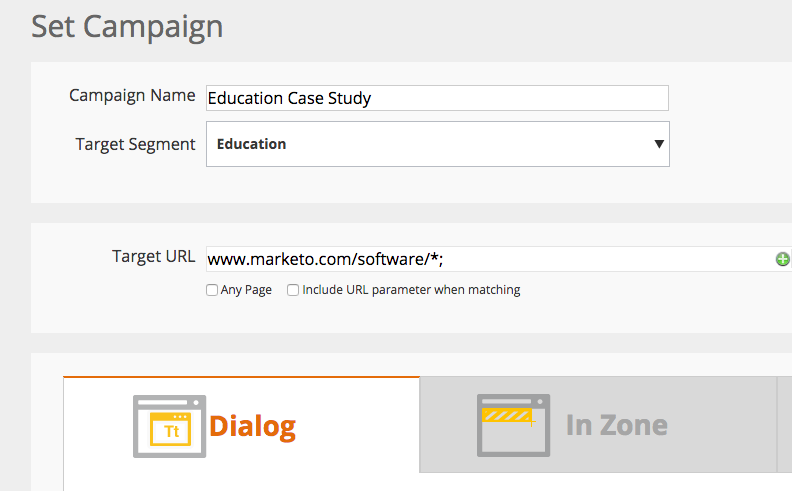 Set Campaign
Campaign Name Education Case Study
Target Segment Education
Target URL www.marketo.com/software/*;
Any Page Include URL parameter when matching
Tt Dialog In Zone